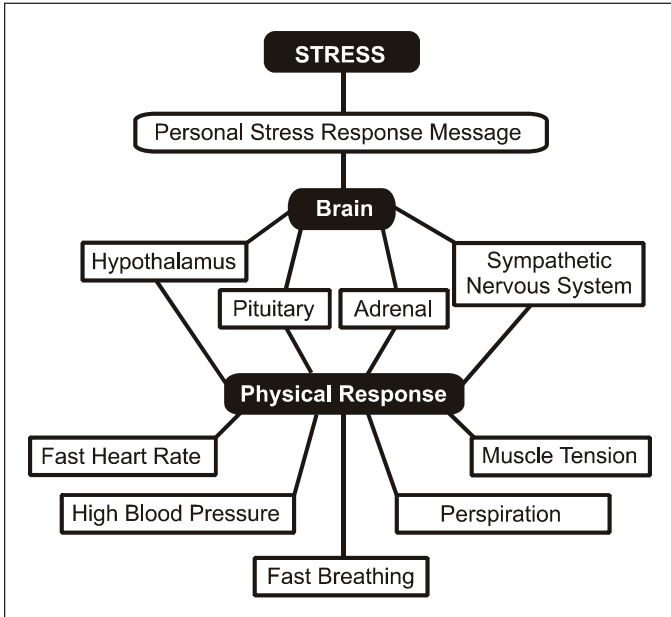 STRESS
Personal Stress Response Message
Brain
Hypothalamus
Sympathetic
Nervous System
Pituitary
Adrenal
Physical Response
Fast Heart Rate
Muscle Tension
High Blood Pressure
Perspiration
Fast Breathing